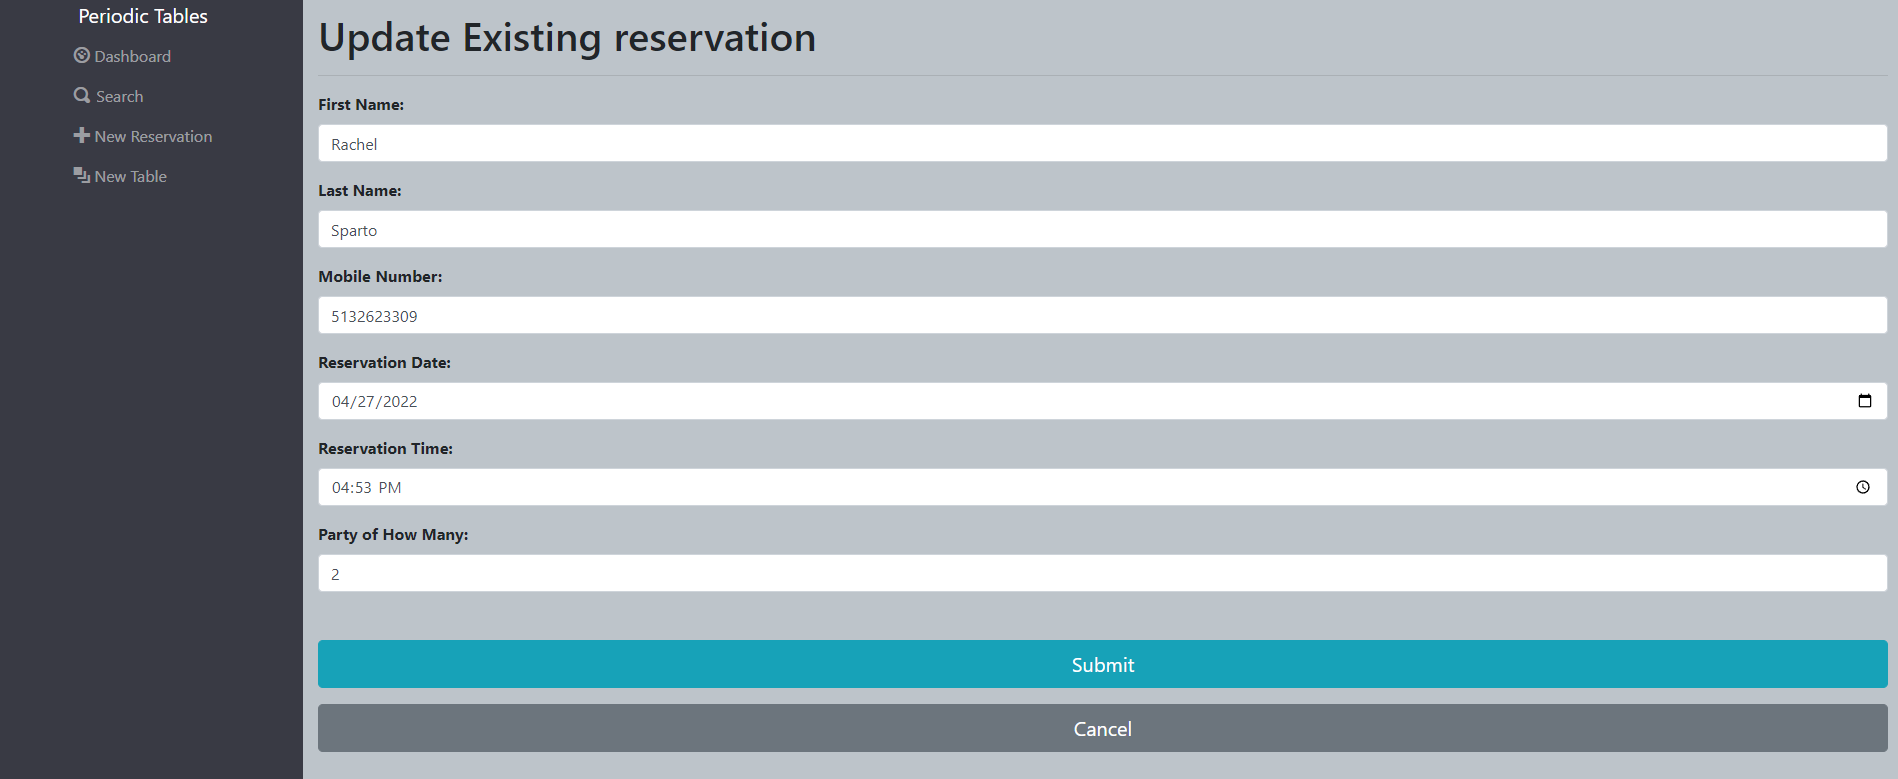 Periodic Tables
Dashboard
Search
New Reservation
New Table
Update Existing reservation
First Name:
Rachel
Last Name:
Sparto
Mobile Number:
5132623309
Reservation Date:
04/27/2022
Reservation Time:
04:53 PM
Party of How Many:
2
Submit
Cancel